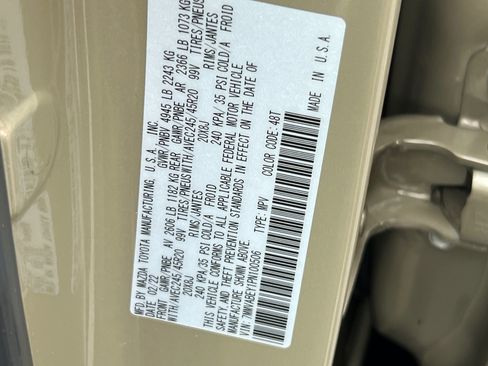 MFD. BY MAZDA TOYOTA MANUFACTURING, U.S.A., INC.
DATE: 02/22 GVWR/PNBV 4945 LB 2243 KG
FRONT GAWR/PNBE AV 2606 LB 1182 KG REAR GAWR/PNBE AR 2366 LB 1073 KG
WITH/AVEC 245/45R20 99V TIRES/PNEUS WITH/AVEC 245/45R20 99V TIRES/PNEUS
20X8J RIMS/JANTES 20X8J RIMS/JANTES
240 KPA/35 PSI COLD/A FROID 240 KPA/35 PSI COLD/A FROID
THIS VEHICLE CONFORMS TO ALL APPLICABLE FEDERAL MOTOR VEHICLE
SAFETY AND THEFT PREVENTION STANDARDS IN EFFECT ON THE DATE OF
MANUFACTURE SHOWN ABOVE.
VIN: 7MMVABEY1PN100506 TYPE: MPV COLOR CODE: 48T MADE IN U.S.A.